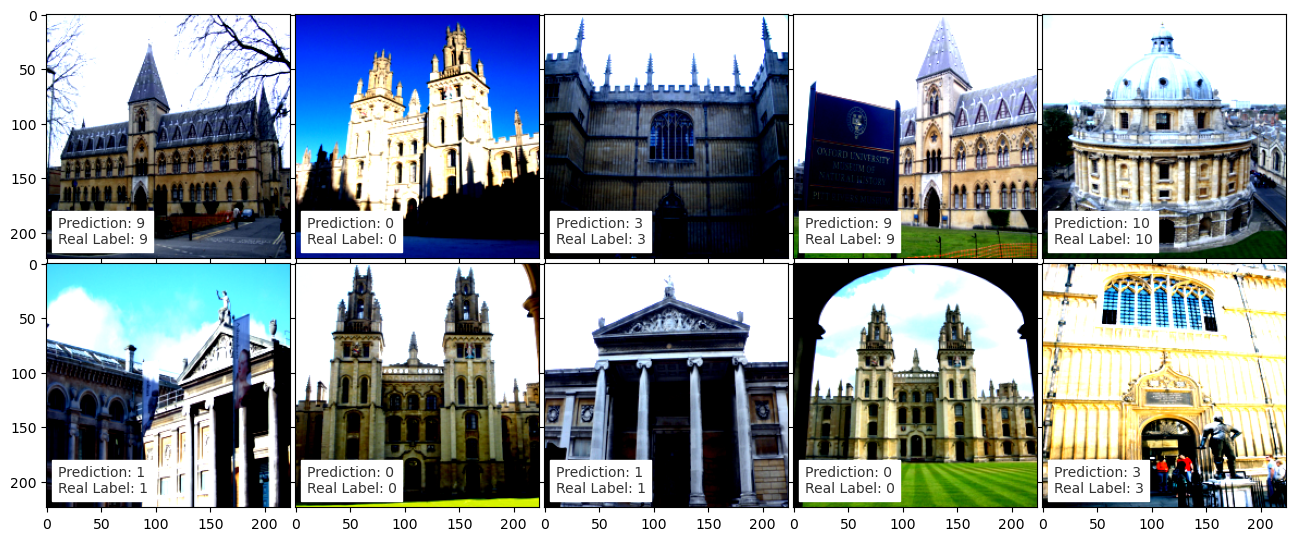 0
50
100
150
200
Prediction: 9
Real Label: 9
Prediction: 0
Real Label: 0
Prediction: 3
Real Label: 3
OXFORD UNIVERSITY
MUSEUM OF
NATURAL HISTORY
Prediction: 9
Real Label: 9
Prediction: 10
Real Label: 10
0
50
100
150
200
Prediction: 1
Real Label: 1
Prediction: 0
Real Label: 0
Prediction: 1
Real Label: 1
Prediction: 0
Real Label: 0
Prediction: 3
Real Label: 3
0 50 100 150 200 0 50 100 150 200 0 50 100 150 200 0 50 100 150 200 0 50 100 150 200